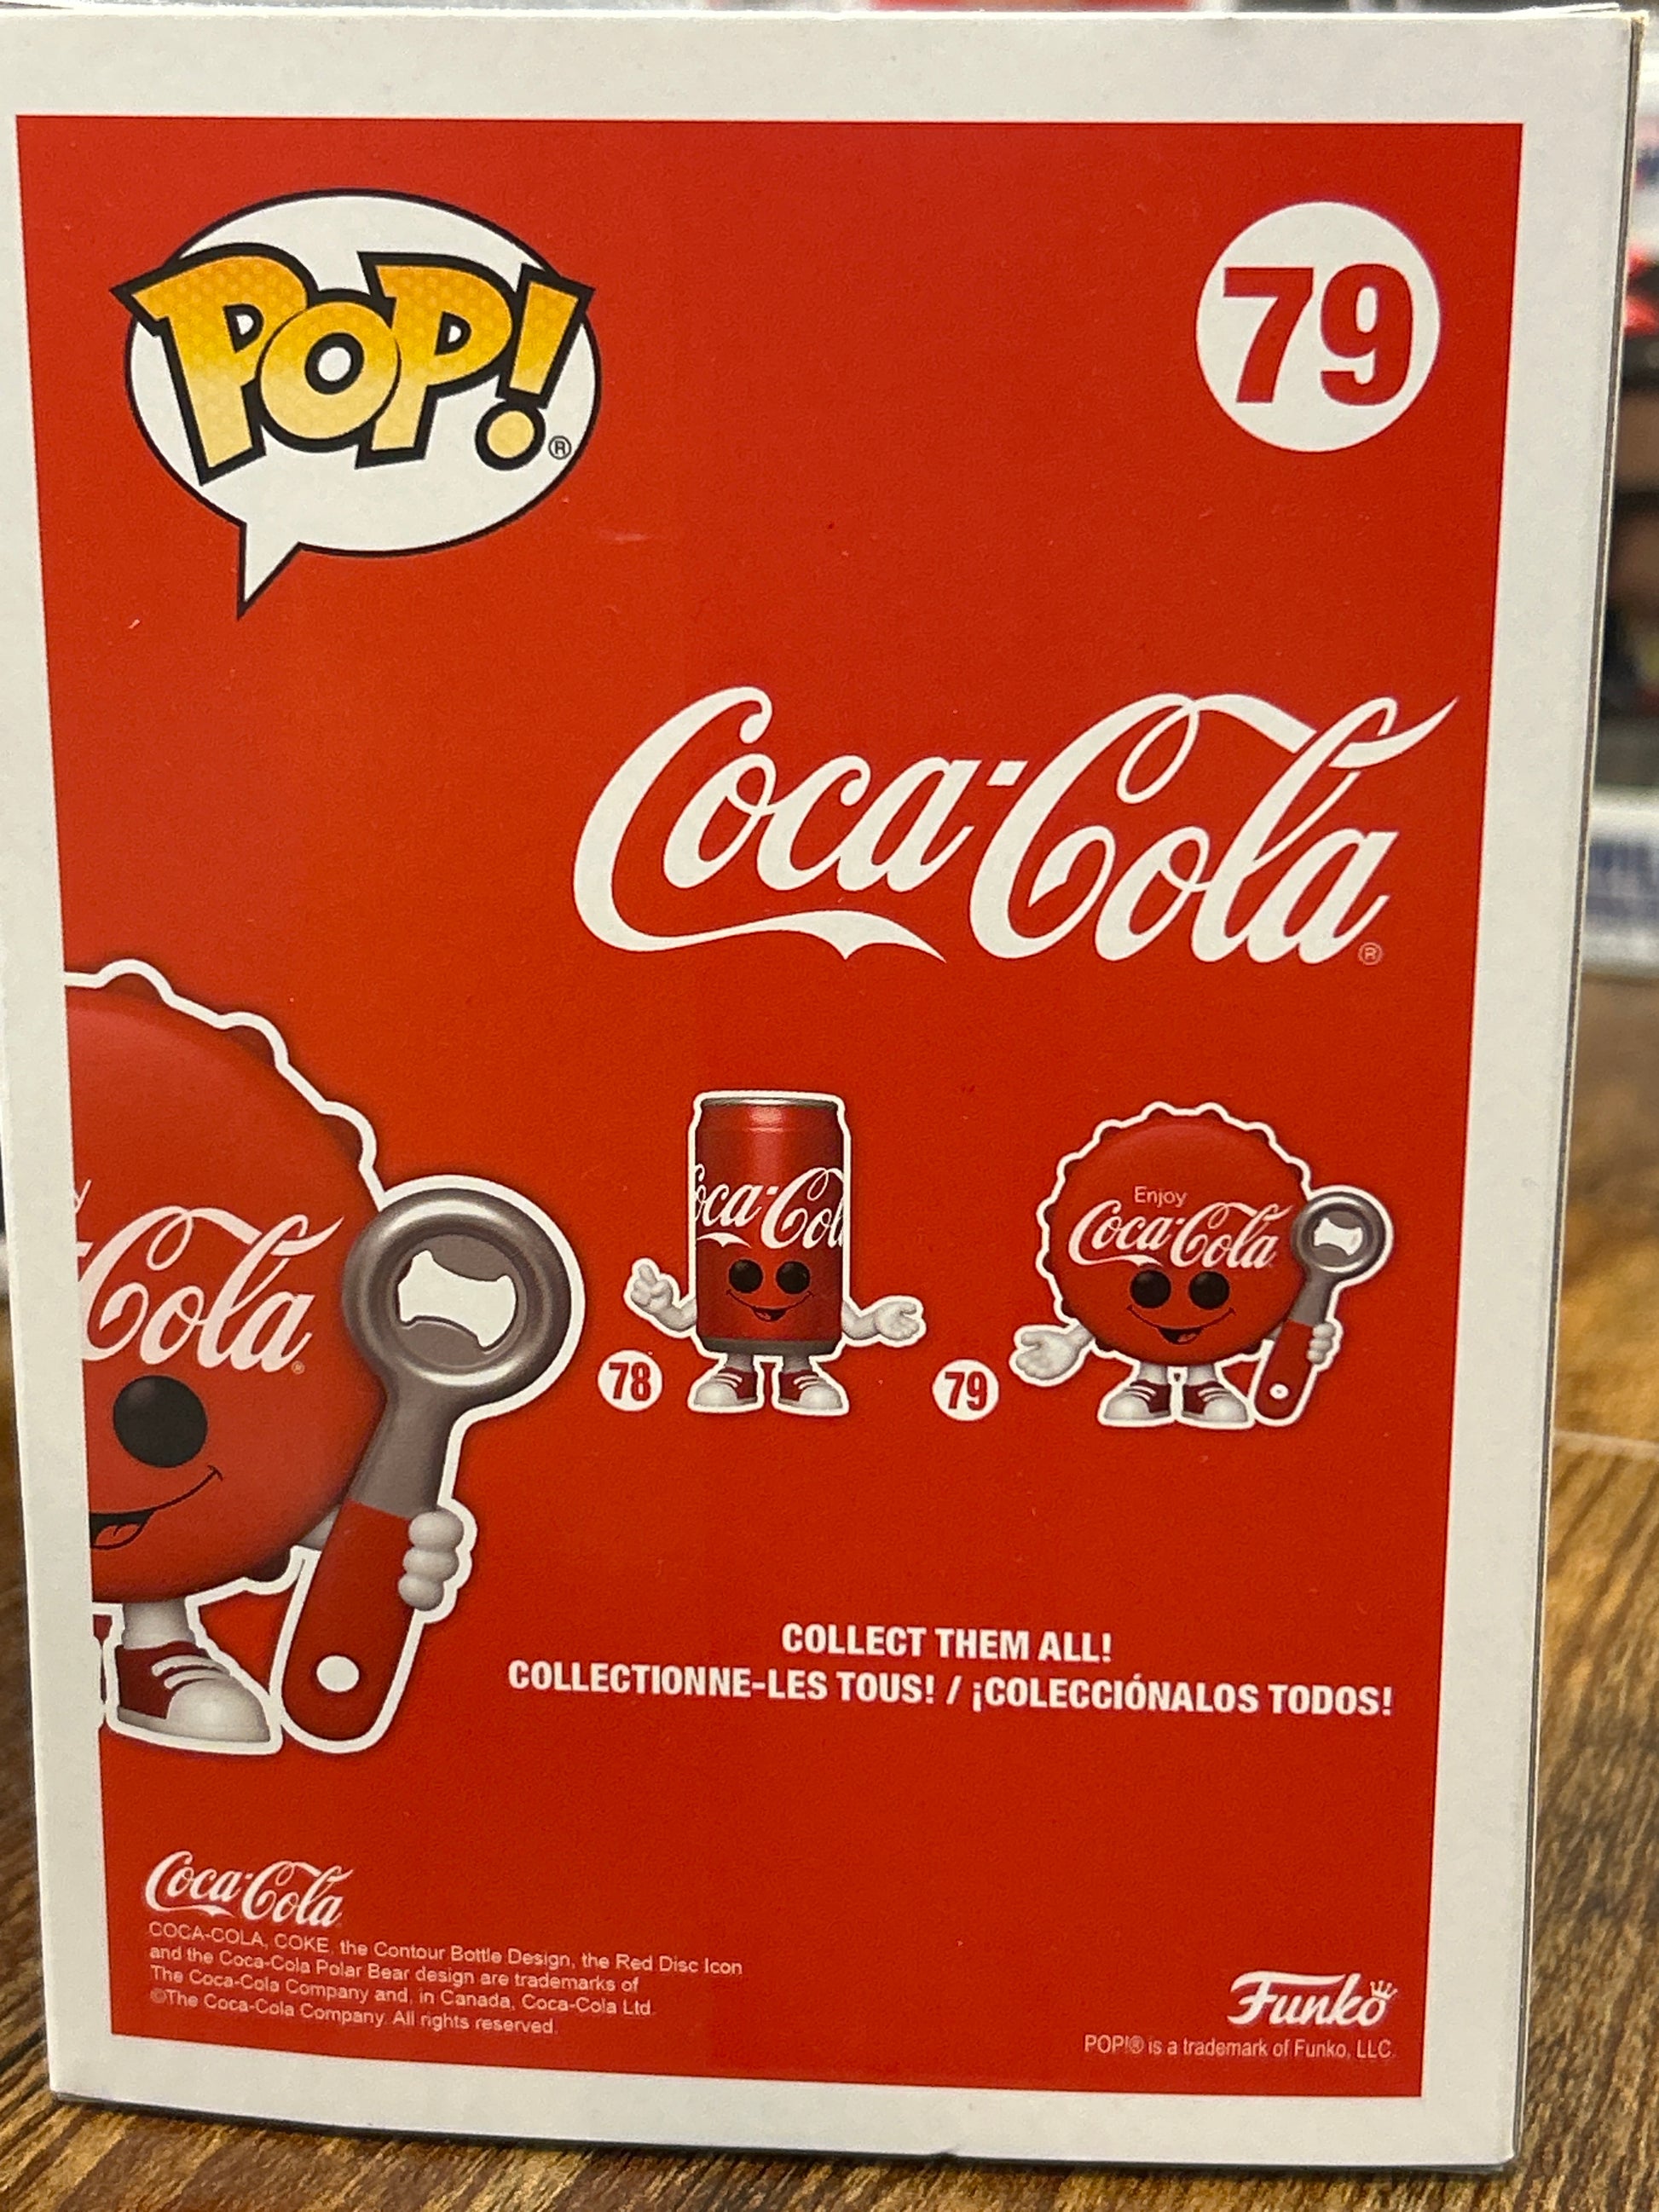 POP!®
79
Coca-Cola®
Cola®
Coca-Cola
78
Enjoy
Coca-Cola
79
COLLECT THEM ALL!
COLLECTIONNE-LES TOUS! / ¡COLECCIÓNALOS TODOS!
Coca-Cola
COCA-COLA, COKE, the Contour Bottle Design, the Red Disc Icon
and the Coca-Cola Polar Bear design are trademarks of
The Coca-Cola Company and, in Canada, Coca-Cola Ltd.
©The Coca-Cola Company. All rights reserved.
Funko
POP!® is a trademark of Funko, LLC.